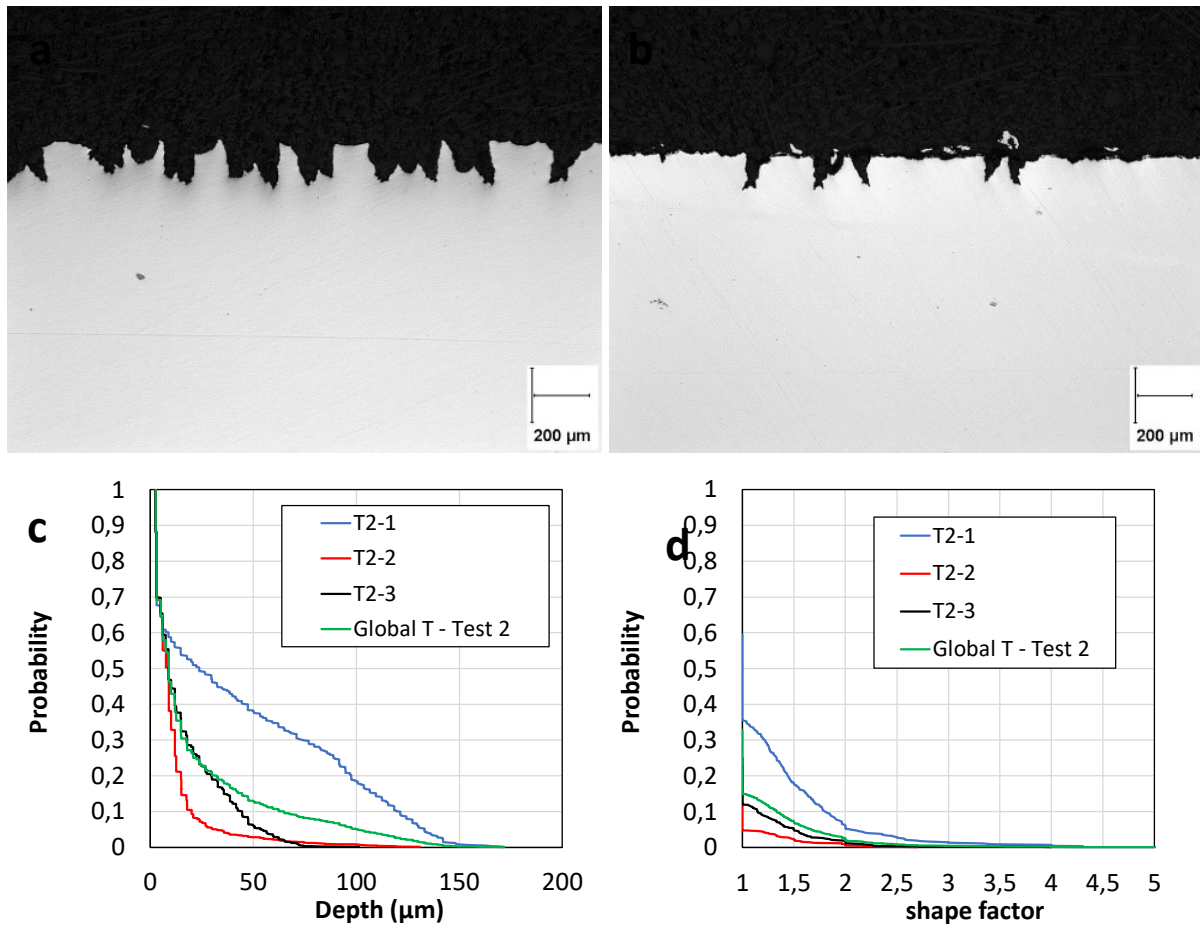 a
b
200 µm
200 µm
c
Probability
1
0,9
0,8
0,7
0,6
0,5
0,4
0,3
0,2
0,1
0
0 50 100 150 200
Depth (µm)
T2-1
T2-2
T2-3
Global T - Test 2
d
Probability
1
0,9
0,8
0,7
0,6
0,5
0,4
0,3
0,2
0,1
0
1 1,5 2 2,5 3 3,5 4 4,5 5
shape factor
T2-1
T2-2
T2-3
Global T - Test 2